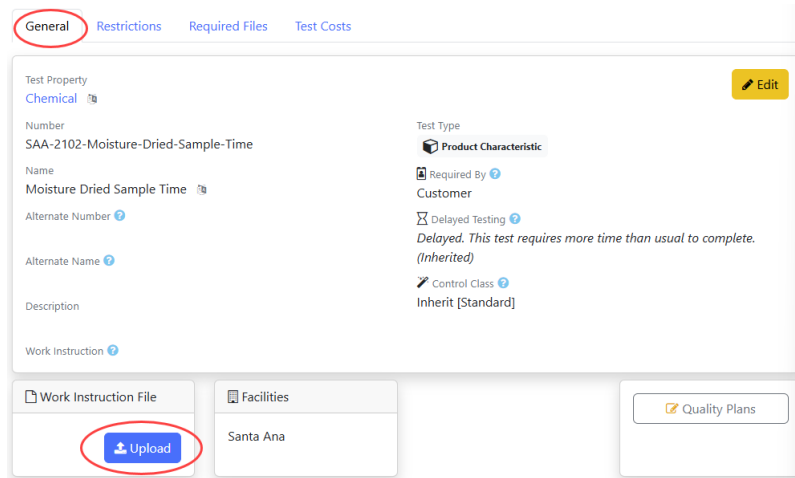 General Restrictions Required Files Test Costs
Test Property
Chemical
Edit
Number
SAA-2102-Moisture-Dried-Sample-Time
Name
Moisture Dried Sample Time
Alternate Number
Alternate Name
Description
Work Instruction
Test Type
Product Characteristic
Required By
Customer
Delayed Testing
Delayed. This test requires more time than usual to complete.
(Inherited)
Control Class
Inherit [Standard]
Work Instruction File
Upload
Facilities
Santa Ana
Quality Plans